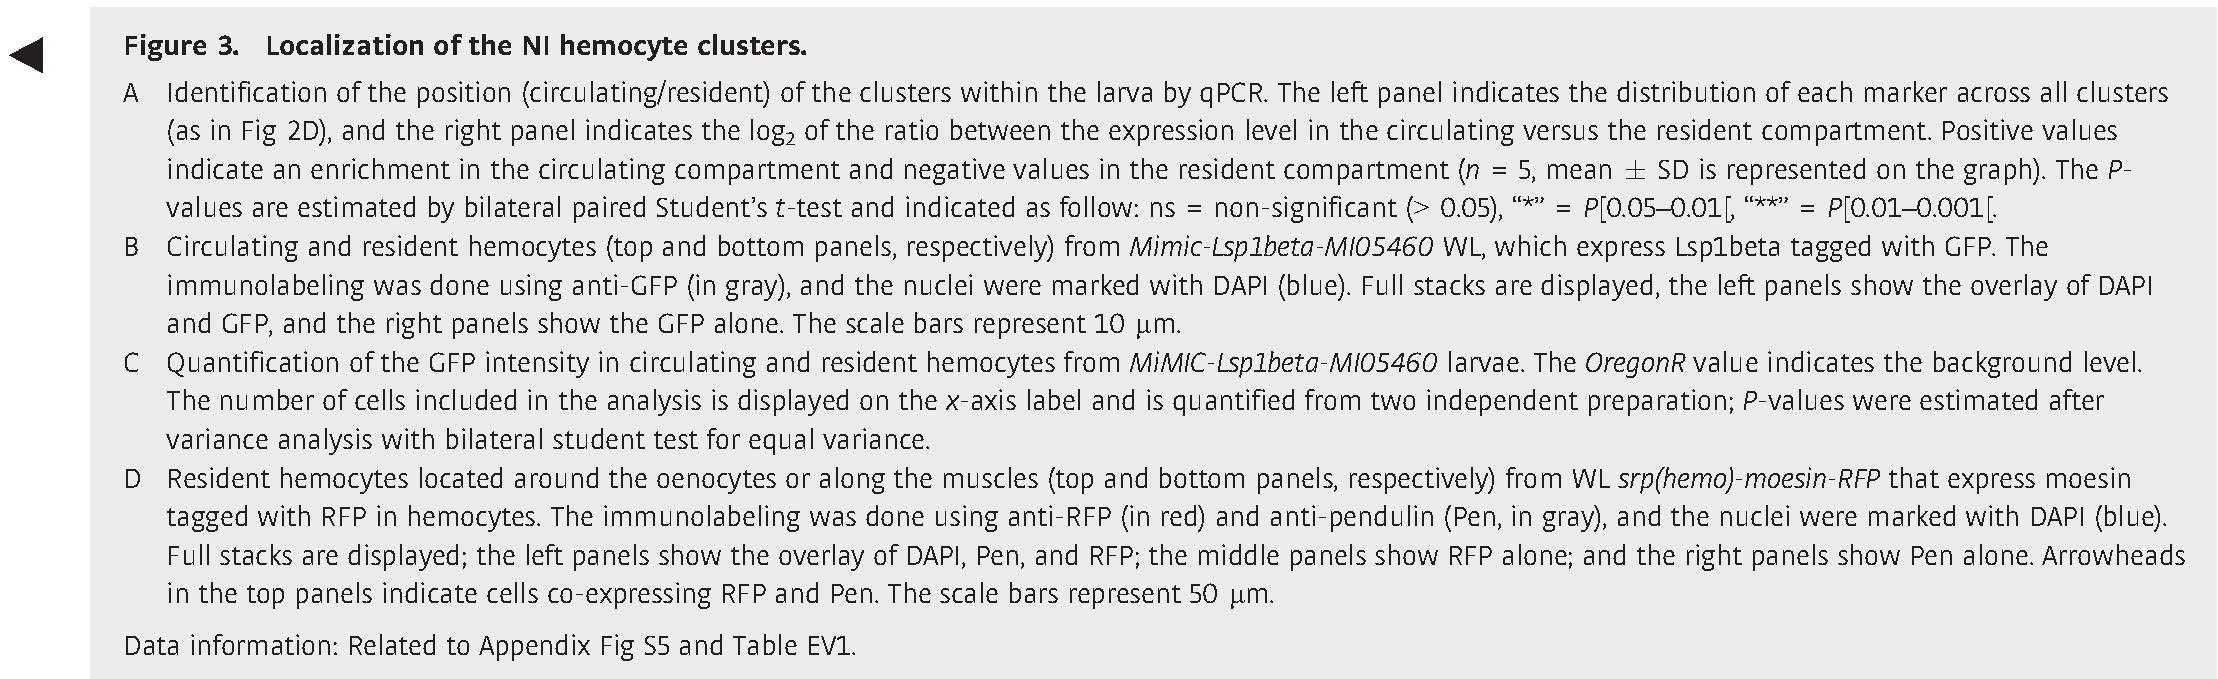 Figure 3. Localization of the NI hemocyte clusters.
A Identification of the position (circulating/resident) of the clusters within the larva by qPCR. The left panel indicates the distribution of each marker across all clusters
(as in Fig 2D), and the right panel indicates the log₂ of the ratio between the expression level in the circulating versus the resident compartment. Positive values
indicate an enrichment in the circulating compartment and negative values in the resident compartment (n = 5, mean ± SD is represented on the graph). The P-
values are estimated by bilateral paired Student’s t-test and indicated as follow: ns = non-significant (> 0.05), “*” = P[0.05–0.01[, “**” = P[0.01–0.001[.
B Circulating and resident hemocytes (top and bottom panels, respectively) from Mimic-Lsp1beta-MI05460 WL, which express Lsp1beta tagged with GFP. The
immunolabeling was done using anti-GFP (in gray), and the nuclei were marked with DAPI (blue). Full stacks are displayed, the left panels show the overlay of DAPI
and GFP, and the right panels show the GFP alone. The scale bars represent 10 μm.
C Quantification of the GFP intensity in circulating and resident hemocytes from MiMIC-Lsp1beta-MI05460 larvae. The OregonR value indicates the background level.
The number of cells included in the analysis is displayed on the x-axis label and is quantified from two independent preparation; P-values were estimated after
variance analysis with bilateral student test for equal variance.
D Resident hemocytes located around the oenocytes or along the muscles (top and bottom panels, respectively) from WL srp(hemo)-moesin-RFP that express moesin
tagged with RFP in hemocytes. The immunolabeling was done using anti-RFP (in red) and anti-pendulin (Pen, in gray), and the nuclei were marked with DAPI (blue).
Full stacks are displayed; the left panels show the overlay of DAPI, Pen, and RFP; the middle panels show RFP alone; and the right panels show Pen alone. Arrowheads
in the top panels indicate cells co-expressing RFP and Pen. The scale bars represent 50 μm.
Data information: Related to Appendix Fig S5 and Table EV1.